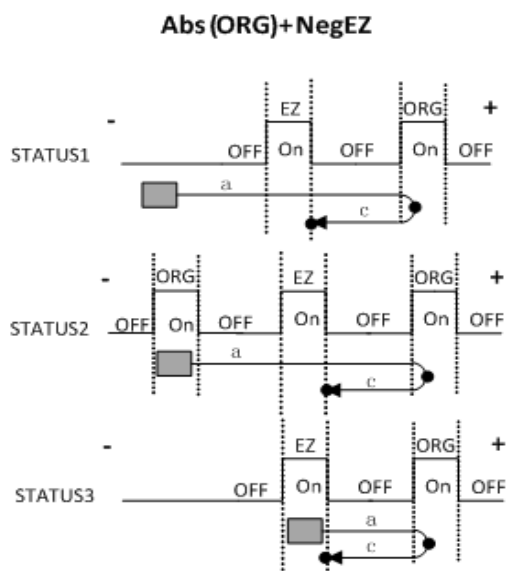 Abs(ORG)+NegEZ
- EZ ORG +
STATUS1 OFF On OFF On OFF
a
c
- ORG EZ ORG +
STATUS2 OFF On OFF On OFF On OFF
a
c
- EZ ORG +
STATUS3 OFF On OFF On OFF
a
c